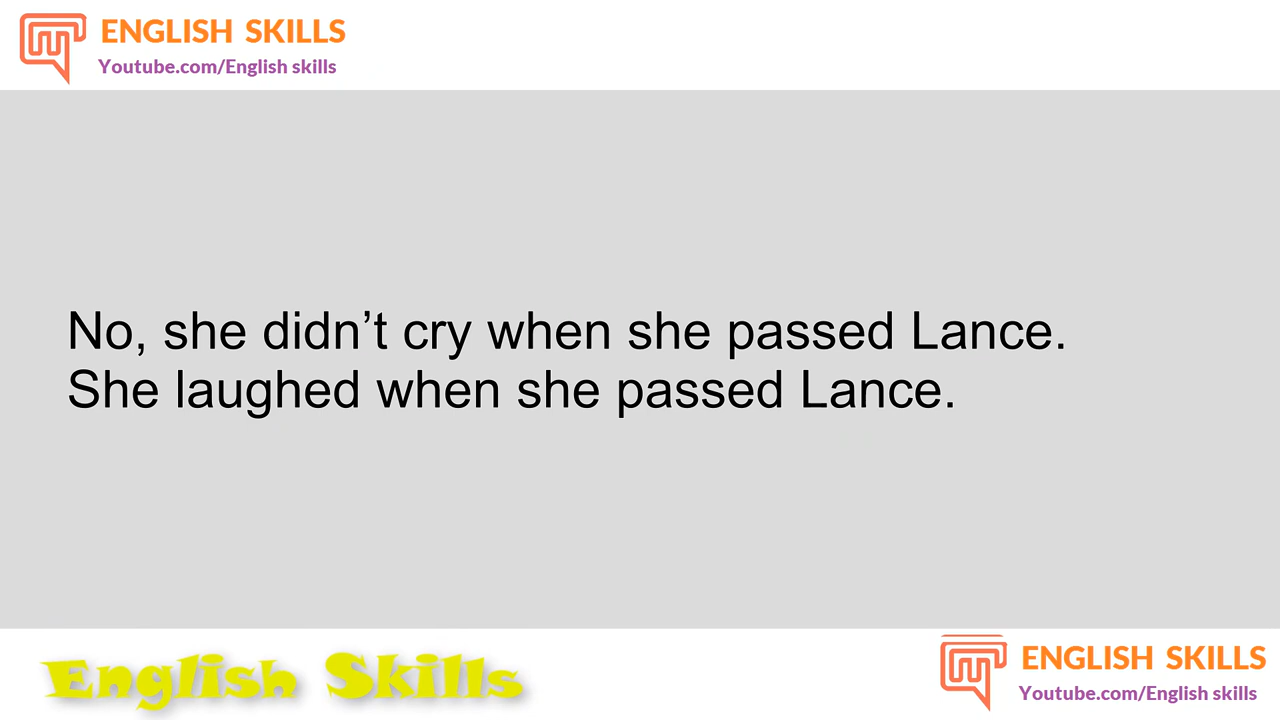 ENGLISH SKILLS
Youtube.com/English skills
No, she didn’t cry when she passed Lance.
She laughed when she passed Lance.
English Skills
ENGLISH SKILLS
Youtube.com/English skills